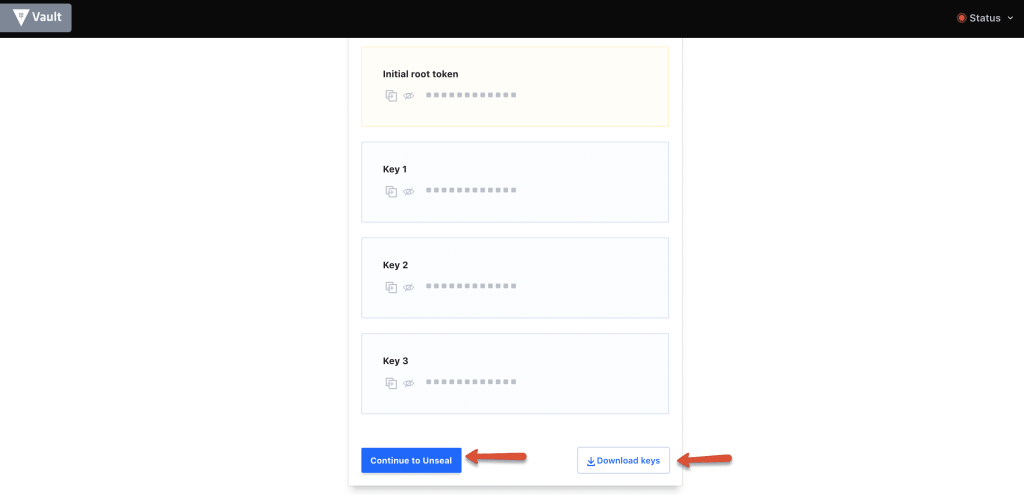 Vault
Status
Initial root token
Key 1
Key 2
Key 3
Continue to Unseal
Download keys